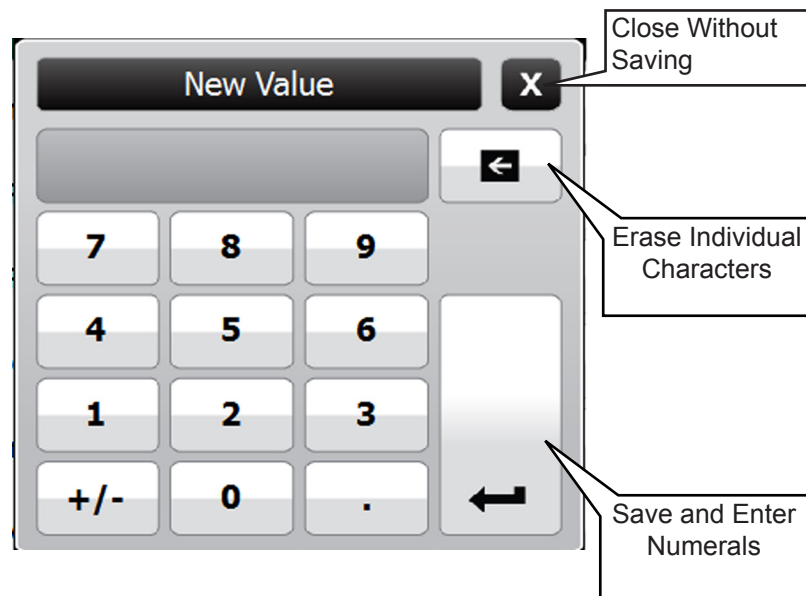 Close Without
Saving
New Value X
Erase Individual
Characters
7 8 9
4 5 6
1 2 3
+/- 0 .
Save and Enter
Numerals